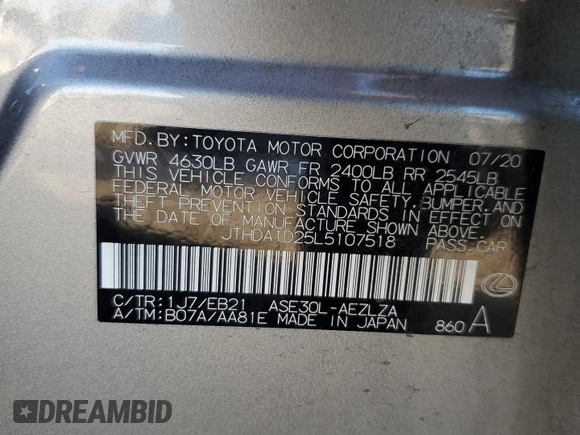 MFD. BY: TOYOTA MOTOR CORPORATION 07/20
GVWR 4630LB GAWR FR 2400LB RR 2545LB
THIS VEHICLE CONFORMS TO ALL APPLICABLE
FEDERAL MOTOR VEHICLE SAFETY, BUMPER, AND
THEFT PREVENTION STANDARDS IN EFFECT ON
THE DATE OF MANUFACTURE SHOWN ABOVE.
JTHDA1D25L5107518 PASS.CAR
C/TR: 1J7/EB21 ASE30L-AEZLZA
A/TM: B07A/AA81E MADE IN JAPAN 860 A
DREAMBID